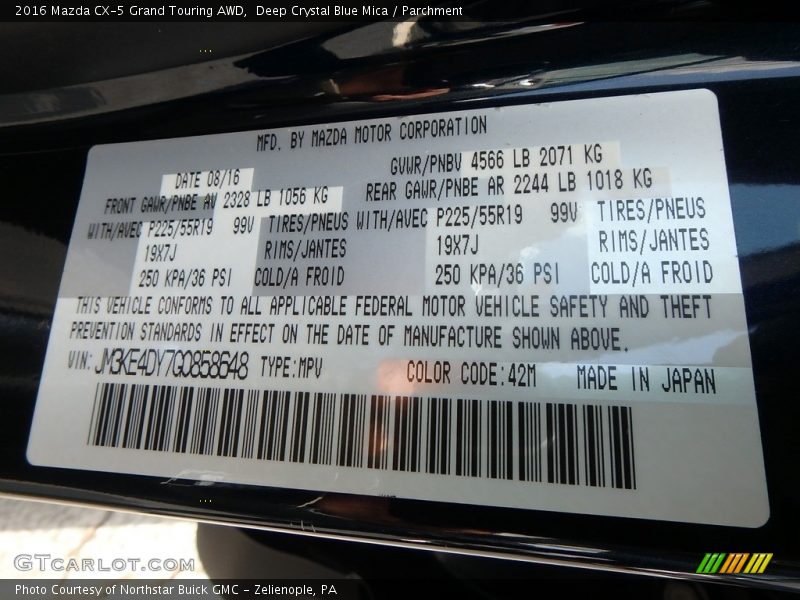 2016 Mazda CX-5 Grand Touring AWD, Deep Crystal Blue Mica / Parchment
MFD. BY MAZDA MOTOR CORPORATION
DATE 08/16 GVWR/PNBV 4566 LB 2071 KG
FRONT GAWR/PNBE AV 2328 LB 1056 KG REAR GAWR/PNBE AR 2244 LB 1018 KG
WITH/AVEC P225/55R19 99V TIRES/PNEUS WITH/AVEC P225/55R19 99V TIRES/PNEUS
19X7J RIMS/JANTES 19X7J RIMS/JANTES
250 KPA/36 PSI COLD/A FROID 250 KPA/36 PSI COLD/A FROID
THIS VEHICLE CONFORMS TO ALL APPLICABLE FEDERAL MOTOR VEHICLE SAFETY AND THEFT
PREVENTION STANDARDS IN EFFECT ON THE DATE OF MANUFACTURE SHOWN ABOVE.
VIN: JM3KE4DY7G0858548 TYPE:MPV COLOR CODE:42M MADE IN JAPAN
GTcarlot.com
Photo Courtesy of Northstar Buick GMC - Zelienople, PA